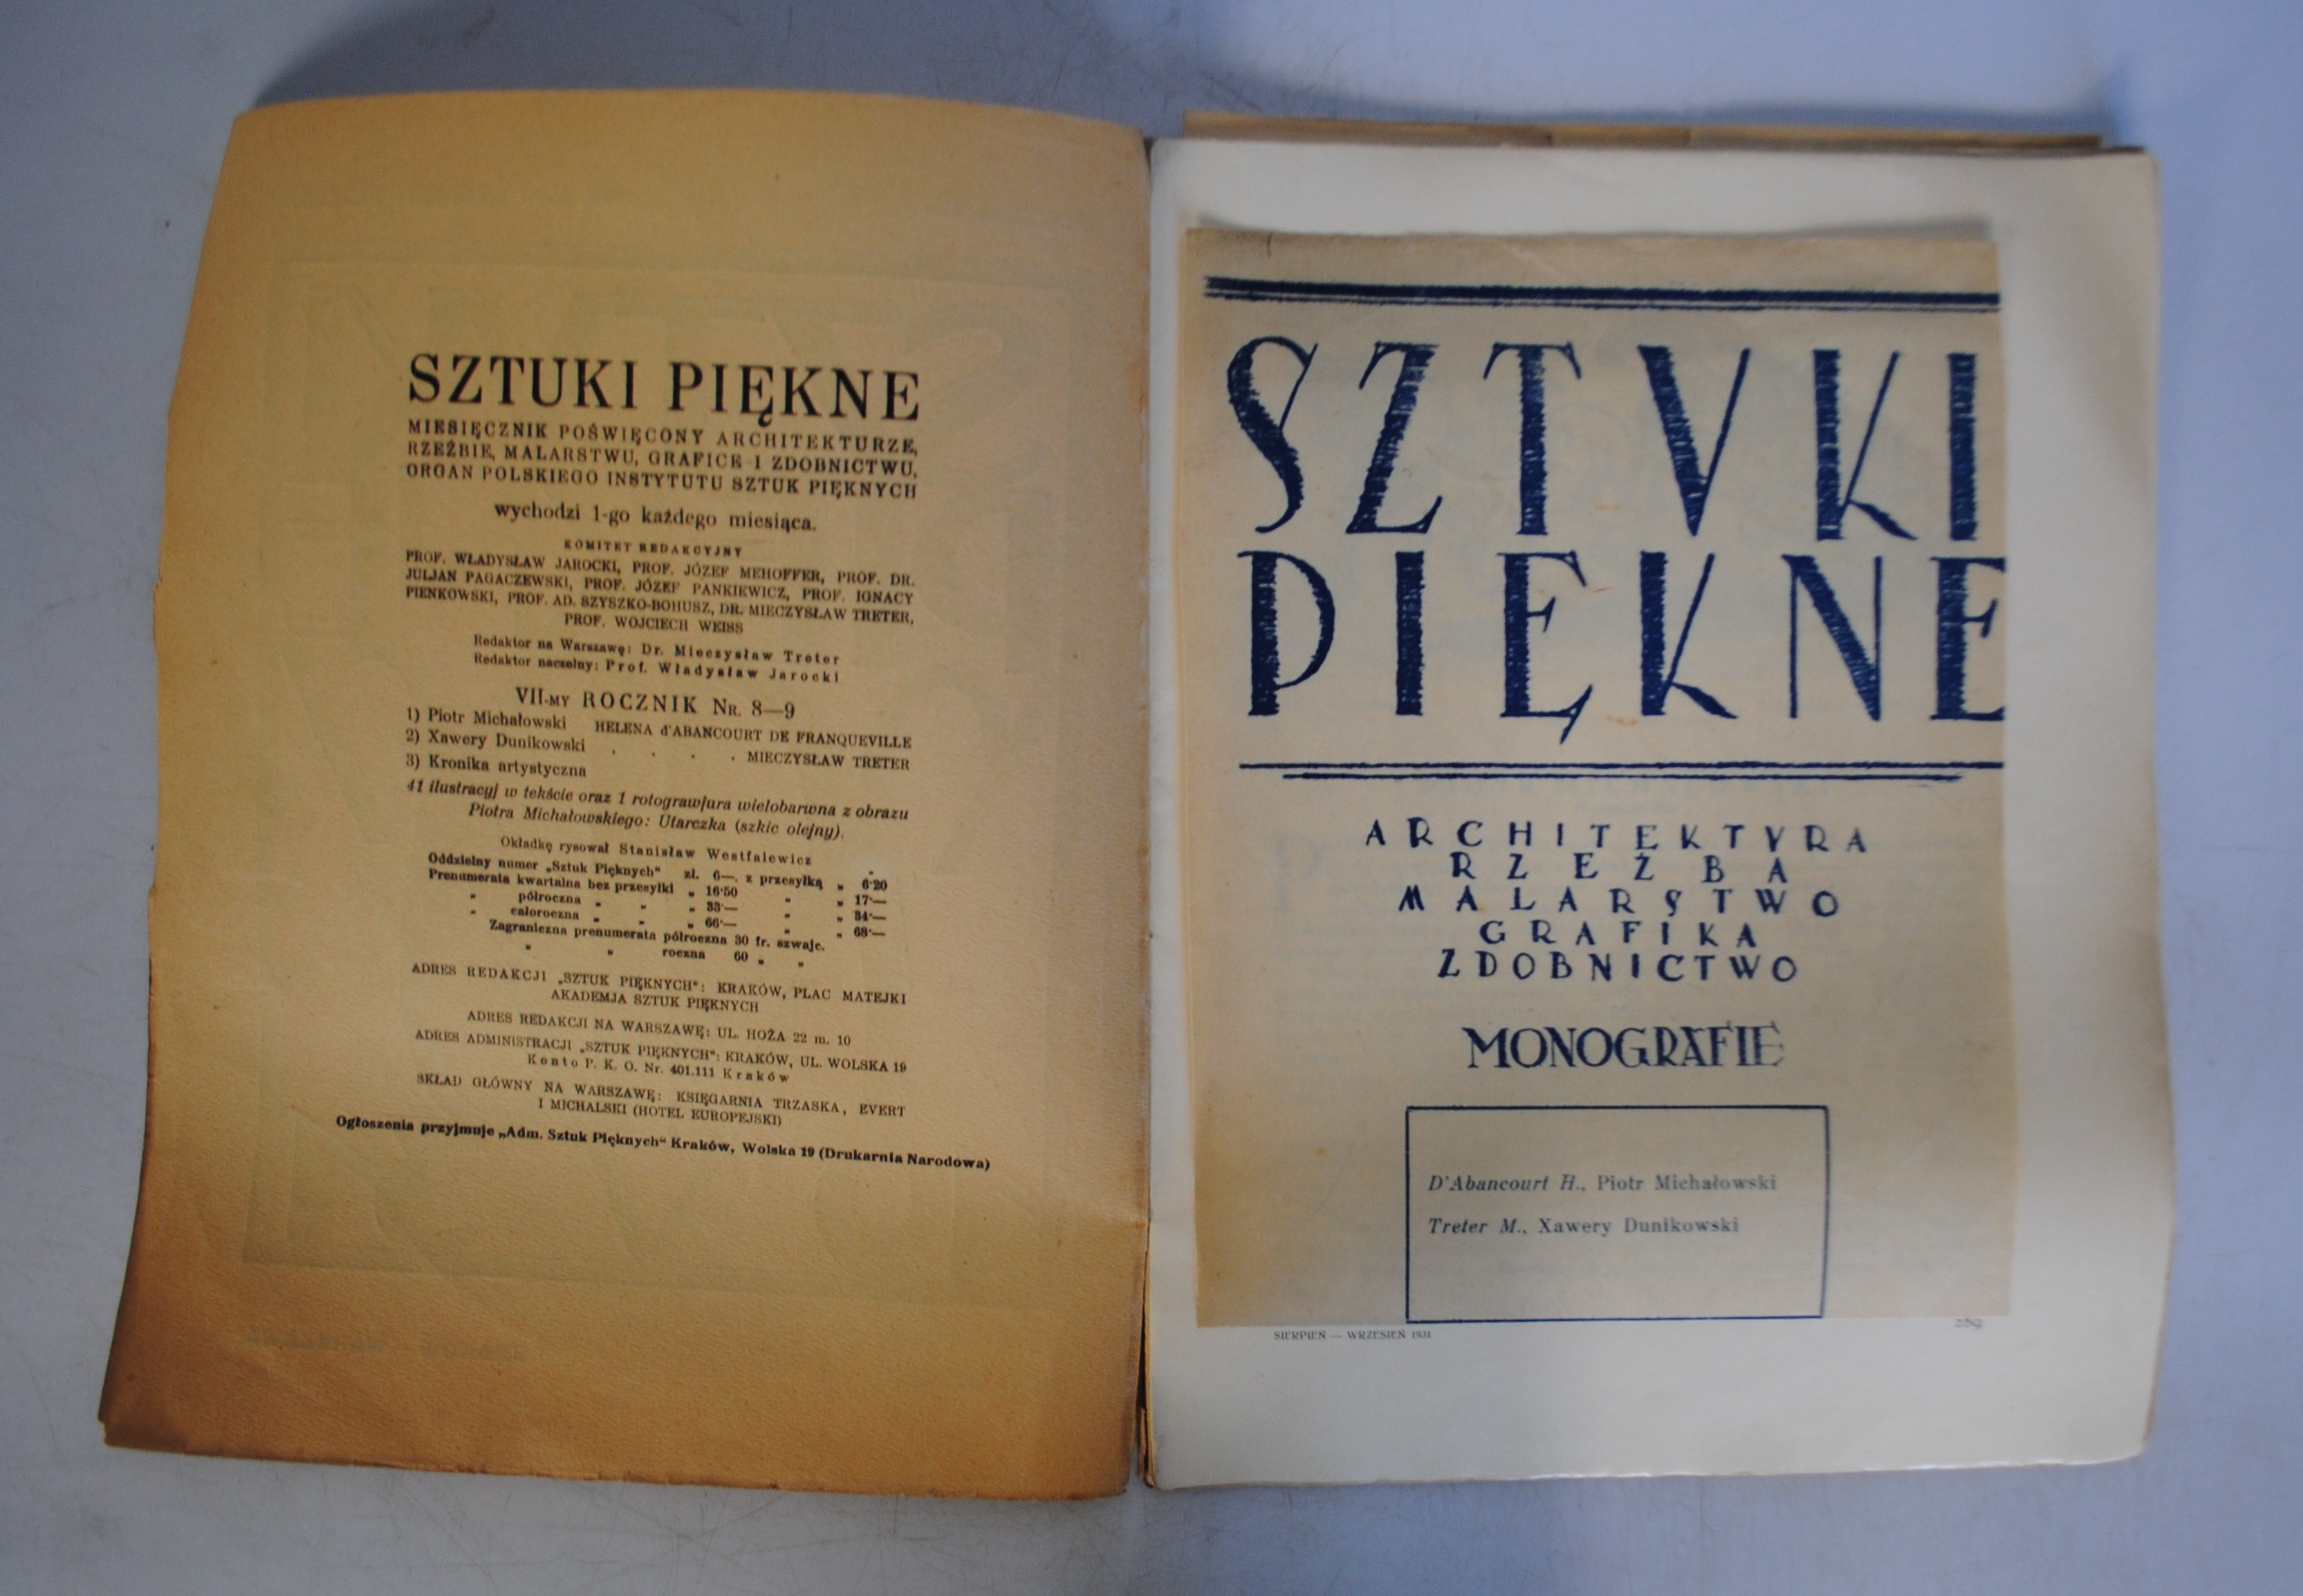 SZTUKI PIĘKNE
MIESIĘCZNIK POŚWIĘCONY ARCHITEKTURZE,
RZEŹBIE, MALARSTWU, GRAFICE I ZDOBNICTWU,
ORGAN POLSKIEGO INSTYTUTU SZTUK PIĘKNYCH
wychodzi 1-go każdego miesiąca.
KOMITET REDAKCYJNY
PROF. WŁADYSŁAW JAROCKI, PROF. JÓZEF MEHOFFER, PROF. DR.
JULJAN PAGACZEWSKI, PROF. JÓZEF PANKIEWICZ, PROF. IGNACY
PIENKOWSKI, PROF. AD. SZYSZKO-BOHUSZ, DR. MIECZYSŁAW TRETER,
PROF. WOJCIECH WEISS
Redaktor na Warszawę: Dr. Mieczysław Treter
Redaktor naczelny: Prof. Władysław Jarocki
VII-MY ROCZNIK NR. 8—9
1) Piotr Michałowski HELENA d'ABANCOURT DE FRANQUEVILLE
2) Xawery Dunikowski . . . . MIECZYSŁAW TRETER
3) Kronika artystyczna
41 ilustracyj w tekście oraz 1 rotograwjura wielobarwna z obrazu
Piotra Michałowskiego: Utarczka (szkic olejny).
Okładkę rysował Stanisław Westfalewicz
Oddzielny numer „Sztuk Pięknych" zł. 6—. z przesyłką „ 6·20
Prenumerata kwartalna bez przesyłki „ 16·50 „ „ 17·—
„ półroczna „ „ „ 33·— „ „ 34·—
„ całoroczna „ „ „ 66·— „ „ 68·—
Zagraniczna prenumerata półroczna 30 fr. szwajc.
„ „ roczna 60 „ „
ADRES REDAKCJI „SZTUK PIĘKNYCH": KRAKÓW, PLAC MATEJKI
AKADEMJA SZTUK PIĘKNYCH
ADRES REDAKCJI NA WARSZAWĘ: UL. HOŻA 22 m. 10
ADRES ADMINISTRACJI „SZTUK PIĘKNYCH": KRAKÓW, UL. WOLSKA 19
Konto P. K. O. Nr. 401.111 Kraków
SKŁAD GŁÓWNY NA WARSZAWĘ: KSIĘGARNIA TRZASKA, EVERT
I MICHALSKI (HOTEL EUROPEJSKI)
Ogłoszenia przyjmuje „Adm. Sztuk Pięknych" Kraków, Wolska 19 (Drukarnia Narodowa)
SZTVKI
PIĘKNE
ARCHITEKTVRA
RZEŹBA
MALARSTWO
GRAFIKA
ZDOBNICTWO
MONOGRAFIE
D'Abancourt H., Piotr Michałowski
Treter M., Xawery Dunikowski
SIERPIEŃ — WRZESIEŃ 1931